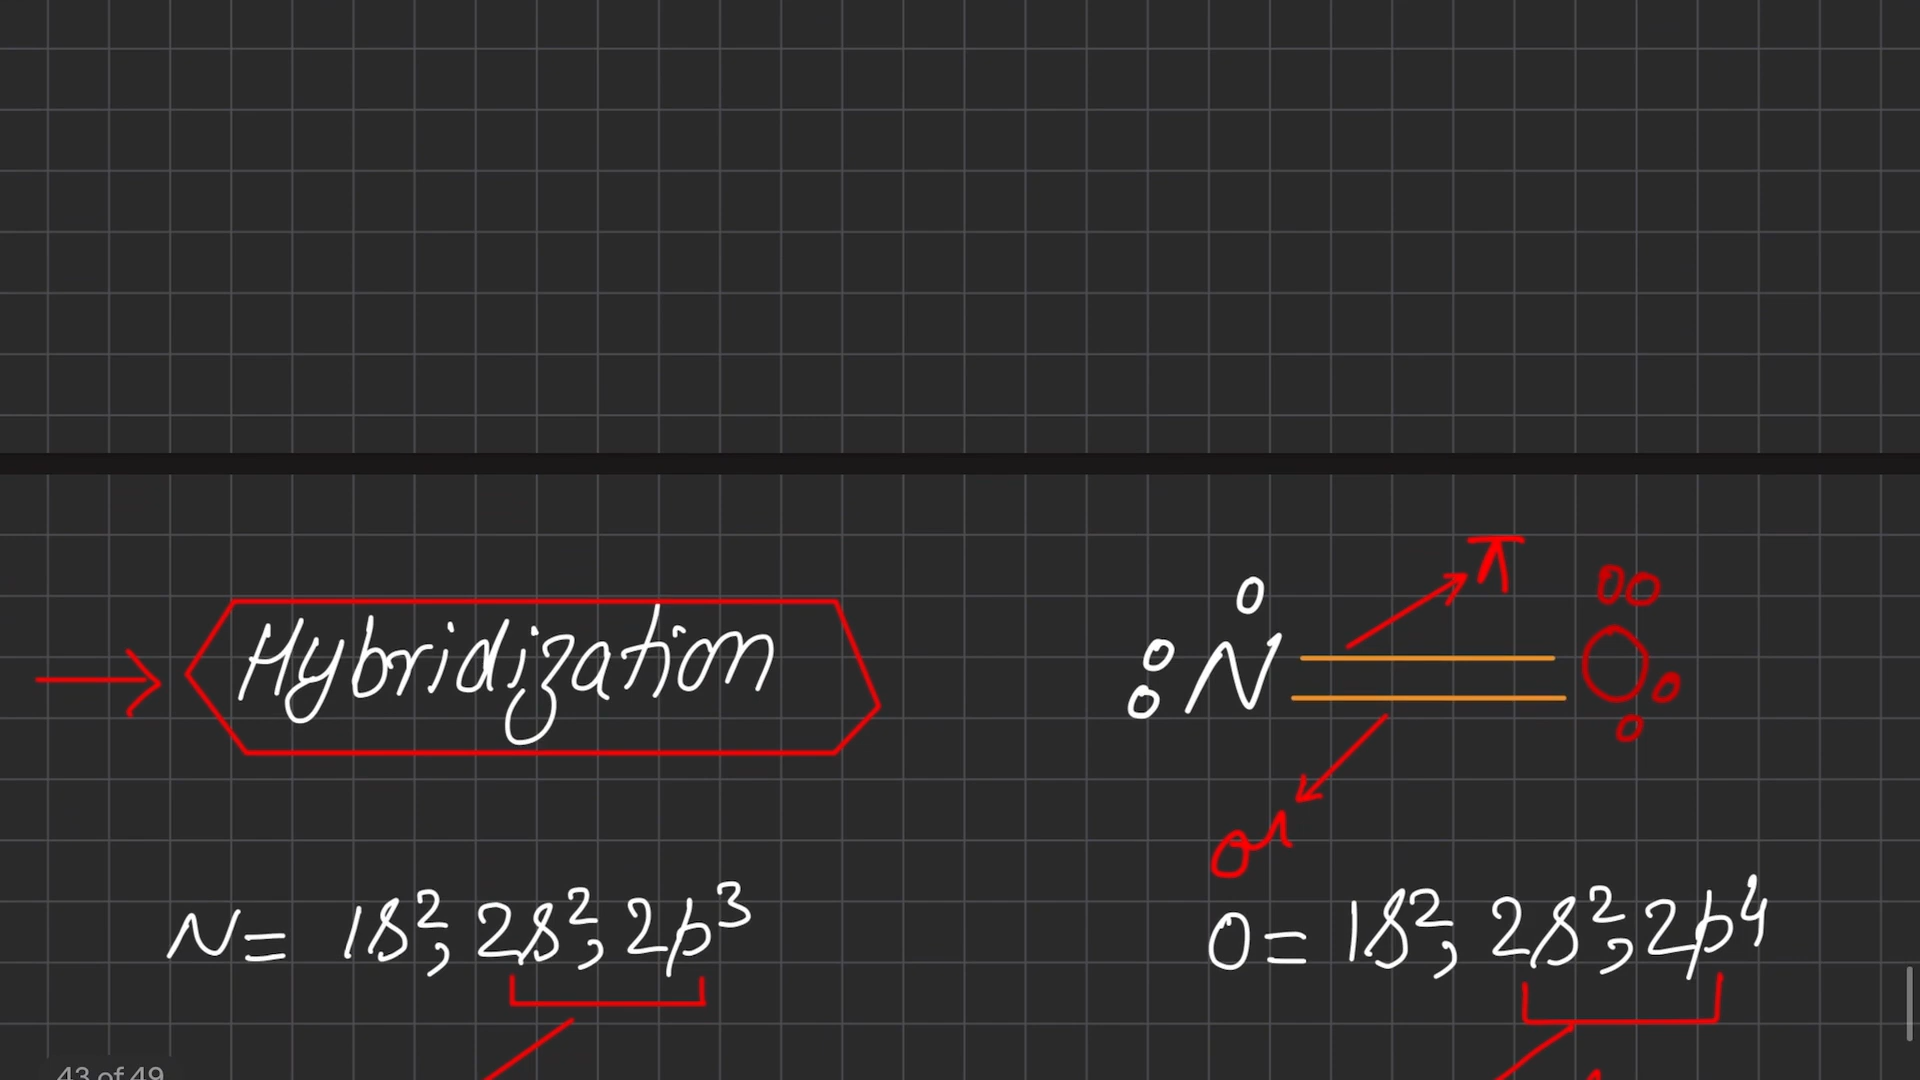 Hybridization
π
N = O
σ
N = 1s², 2s², 2p³
O = 1s², 2s², 2p⁴
43 of 49